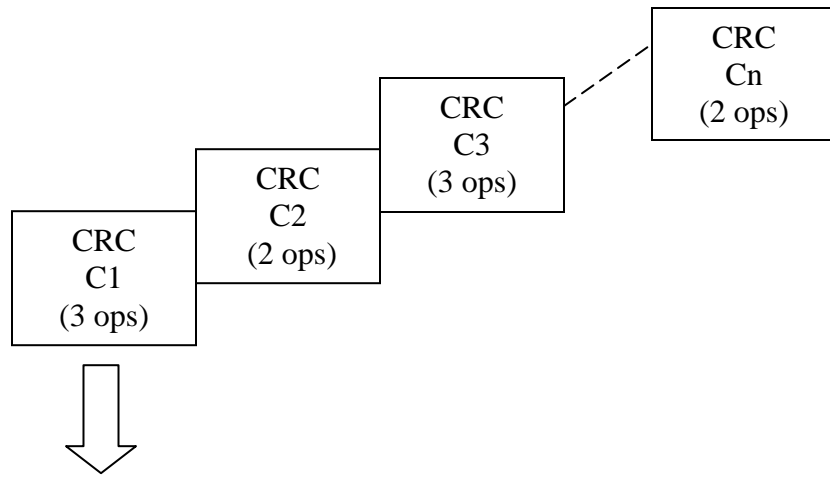 CRC
C1
(3 ops)
CRC
C2
(2 ops)
CRC
C3
(3 ops)
CRC
Cn
(2 ops)